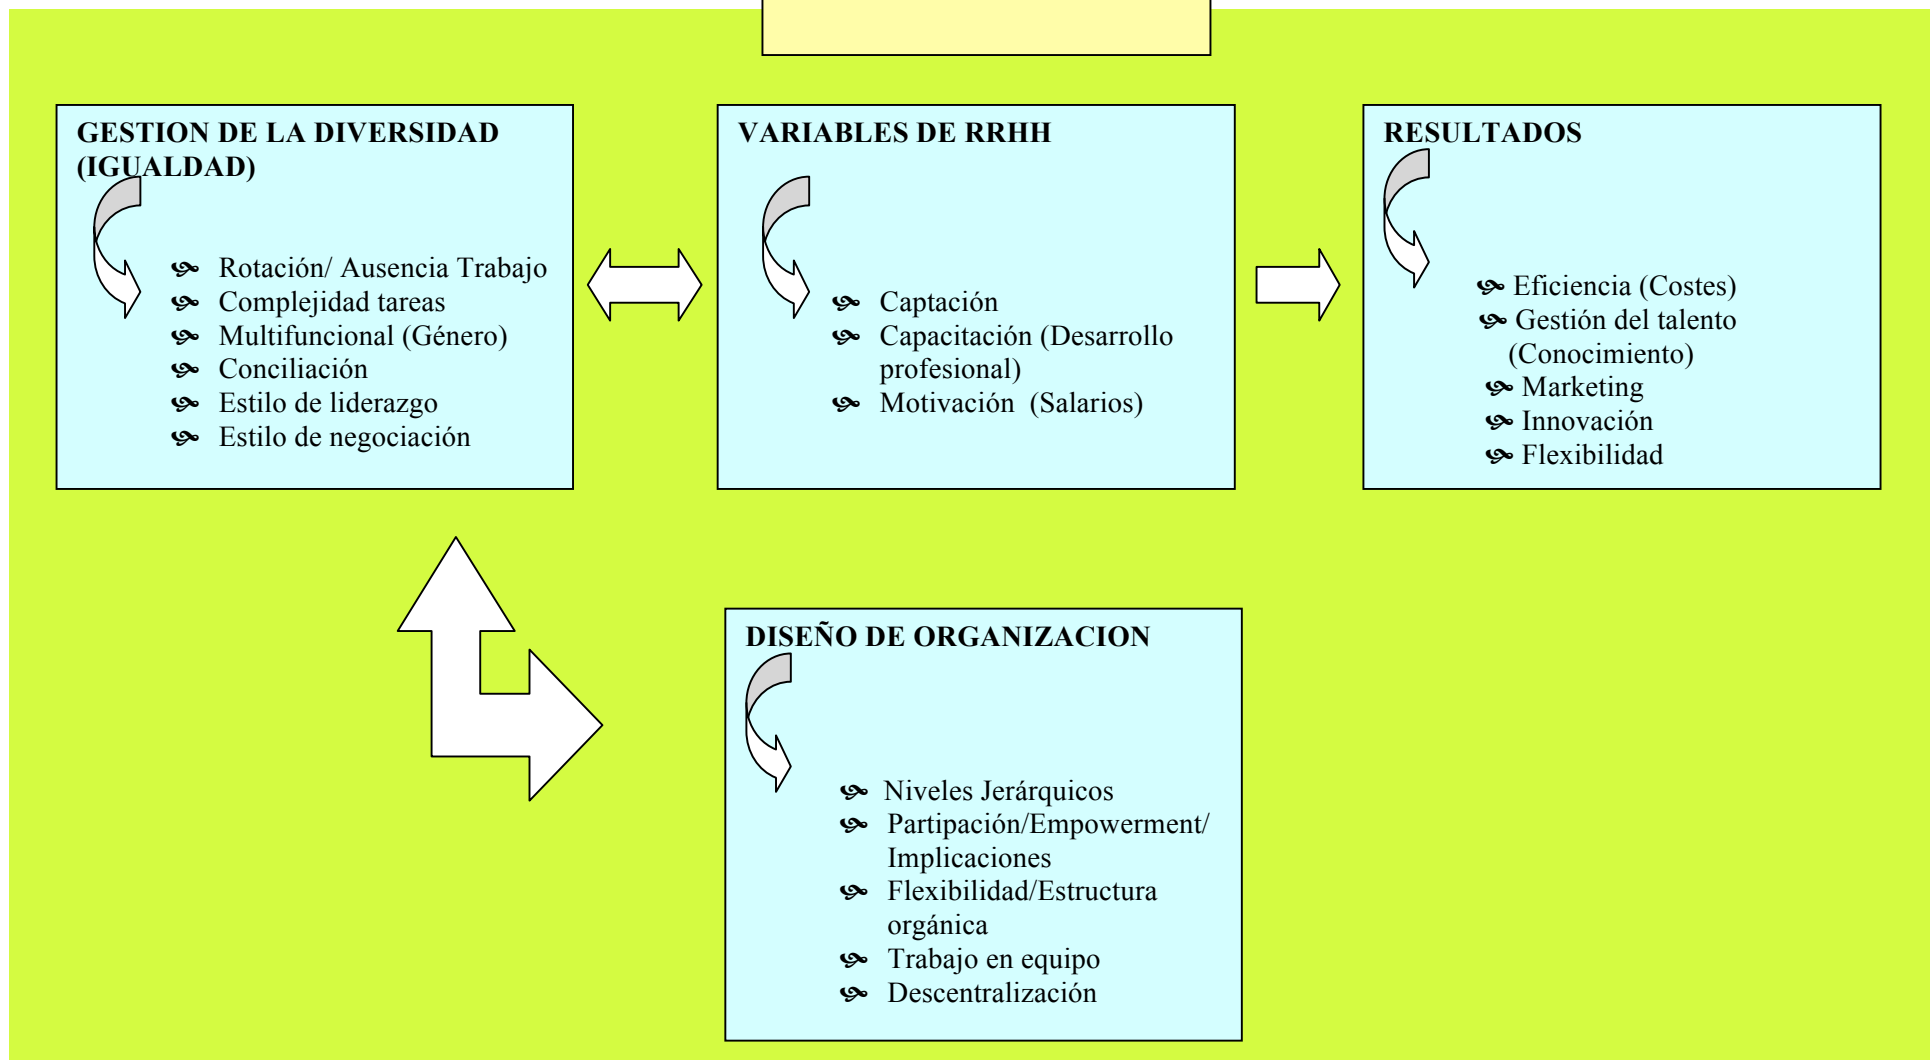 GESTION DE LA DIVERSIDAD
(IGUALDAD)
Rotación/ Ausencia Trabajo
Complejidad tareas
Multifuncional (Género)
Conciliación
Estilo de liderazgo
Estilo de negociación
VARIABLES DE RRHH
Captación
Capacitación (Desarrollo
profesional)
Motivación (Salarios)
RESULTADOS
Eficiencia (Costes)
Gestión del talento
(Conocimiento)
Marketing
Innovación
Flexibilidad
DISEÑO DE ORGANIZACION
Niveles Jerárquicos
Partipación/Empowerment/
Implicaciones
Flexibilidad/Estructura
orgánica
Trabajo en equipo
Descentralización